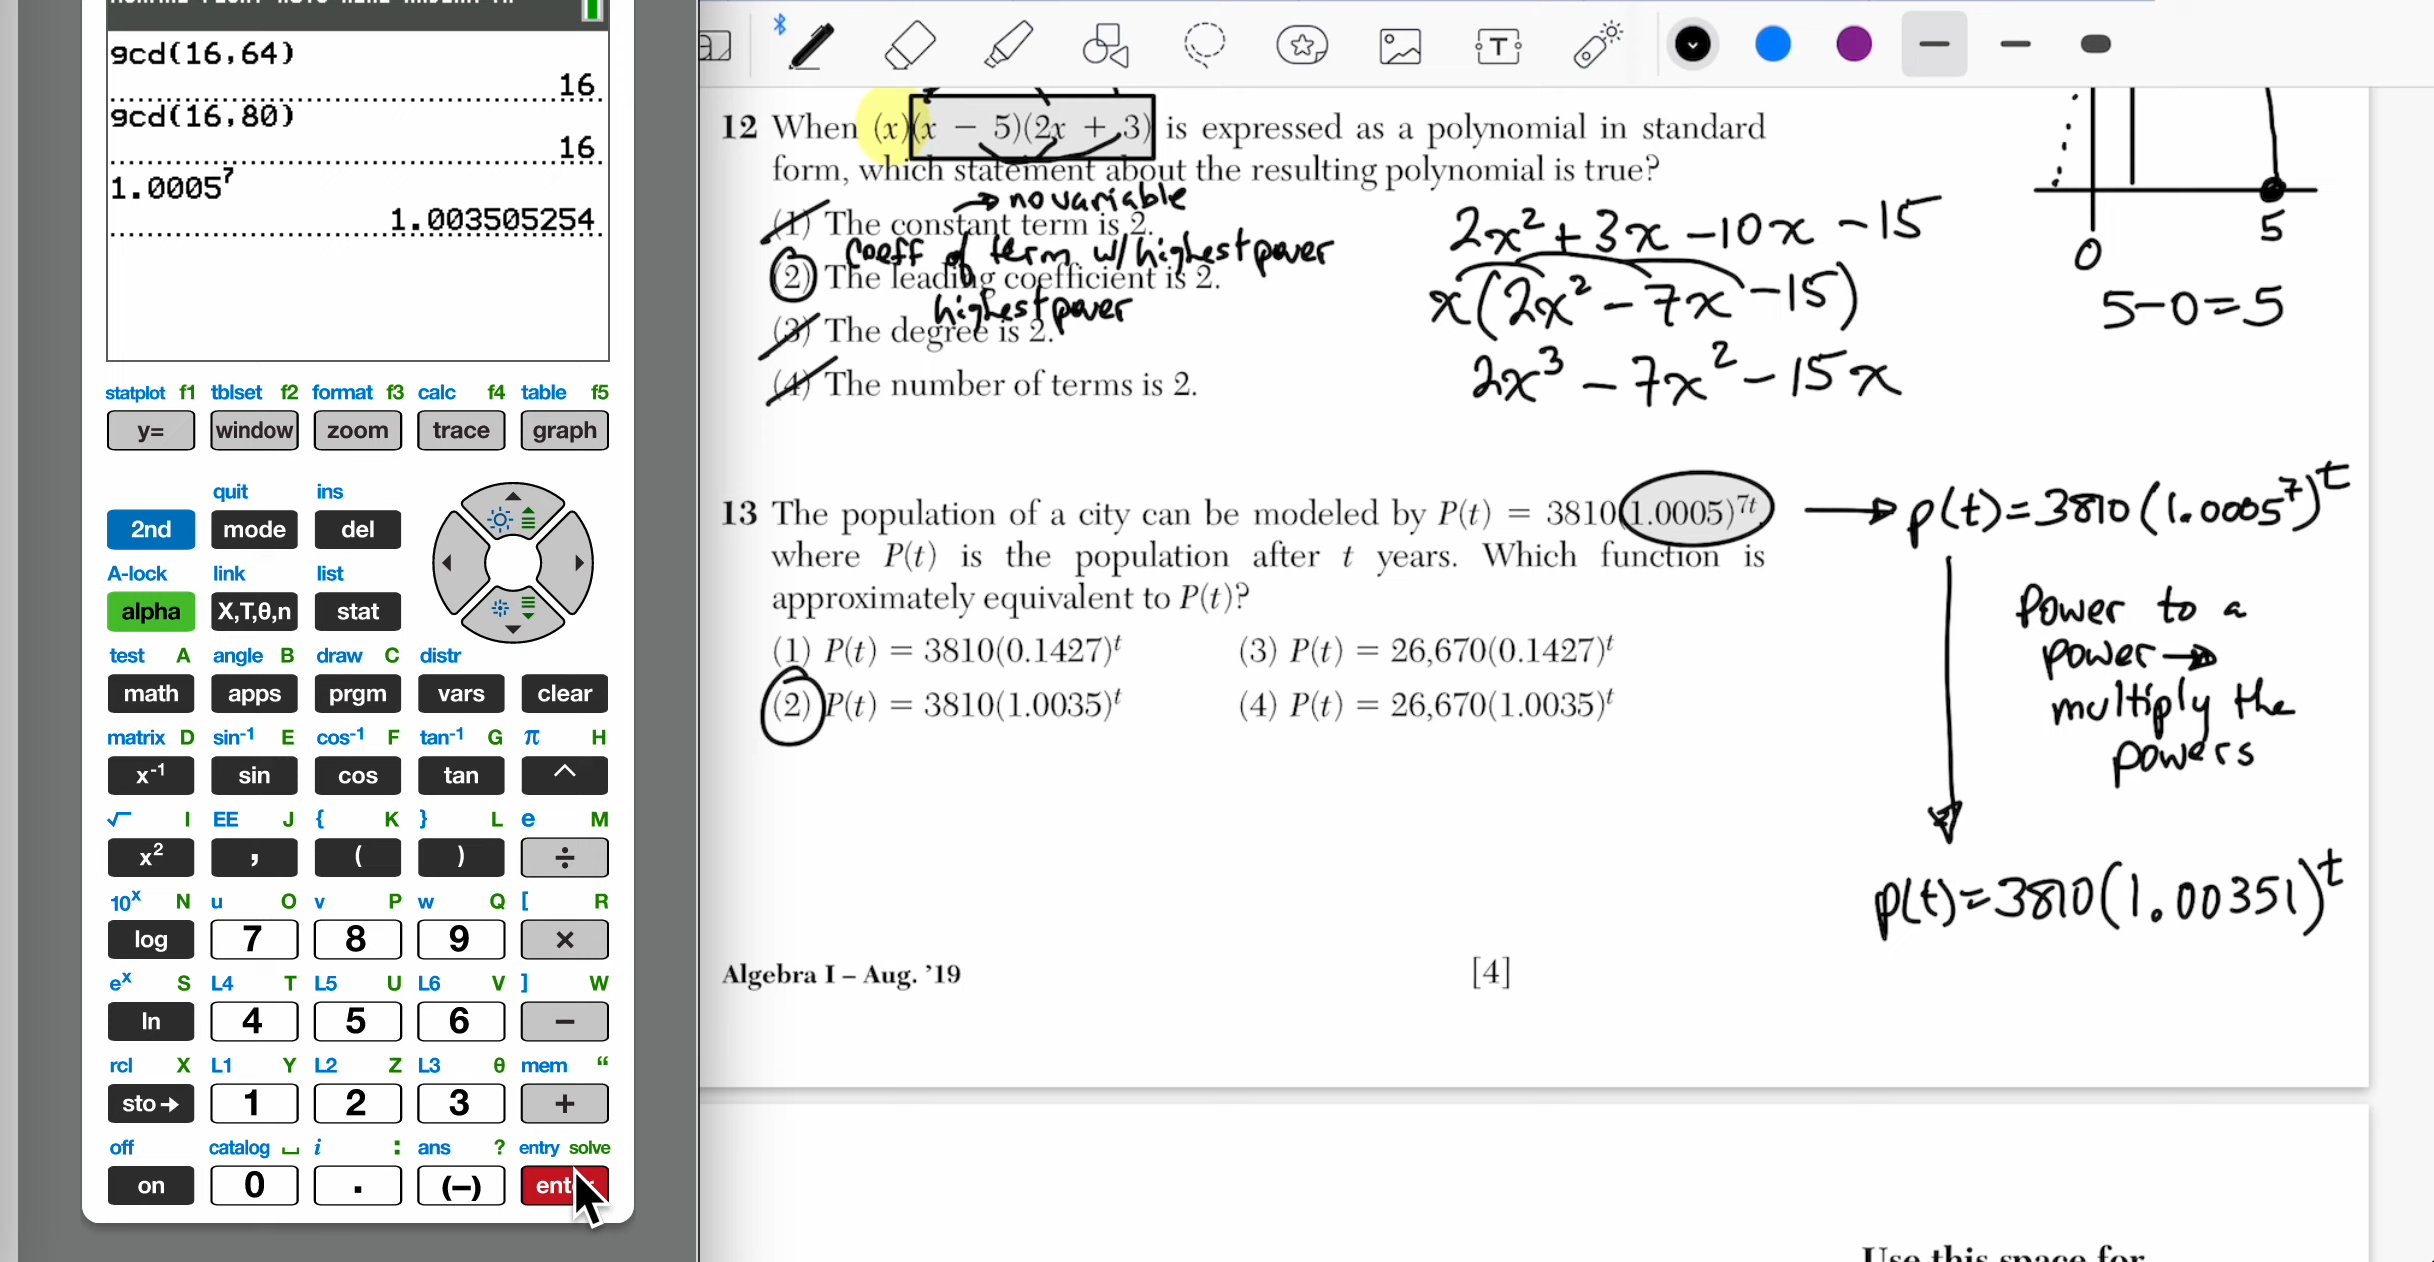 gcd(16,64)
16
gcd(16,80)
16
1.0005⁷
1.003505254
statplot f1 tblset f2 format f3 calc f4 table f5
y= window zoom trace graph
quit ins
2nd mode del
A-lock link list
alpha X,T,θ,n stat
test A angle B draw C distr
math apps prgm vars clear
matrix D sin⁻¹ E cos⁻¹ F tan⁻¹ G π H
x⁻¹ sin cos tan ^
√ I EE J { K } L e M
x² , ( ) ÷
10ˣ N u O v P w Q [ R
log 7 8 9 ×
eˣ S L4 T L5 U L6 V ] W
ln 4 5 6 −
rcl X L1 Y L2 Z L3 θ mem “
sto→ 1 2 3 +
off catalog ⎵ i : ans ? entry solve
on 0 . (−)
T
12 When (x)(x − 5)(2x + 3) is expressed as a polynomial in standard
form, which statement about the resulting polynomial is true?
→ no variable
(1) The constant term is 2.
coeff of term w/ highest power
(2) The leading coefficient is 2.
highest power
(3) The degree is 2.
(4) The number of terms is 2.
2x² + 3x − 10x − 15
x(2x² − 7x − 15)
2x³ − 7x² − 15x
0 5
5 − 0 = 5
13 The population of a city can be modeled by P(t) = 3810(1.0005)⁷ᵗ,
where P(t) is the population after t years. Which function is
approximately equivalent to P(t)?
(1) P(t) = 3810(0.1427)ᵗ (3) P(t) = 26,670(0.1427)ᵗ
(2) P(t) = 3810(1.0035)ᵗ (4) P(t) = 26,670(1.0035)ᵗ
→ p(t) = 3810(1.0005⁷)ᵗ
Power to a
power →
multiply the
powers
p(t) = 3810(1.00351)ᵗ
Algebra I – Aug. ’19 [4]
Use this space for